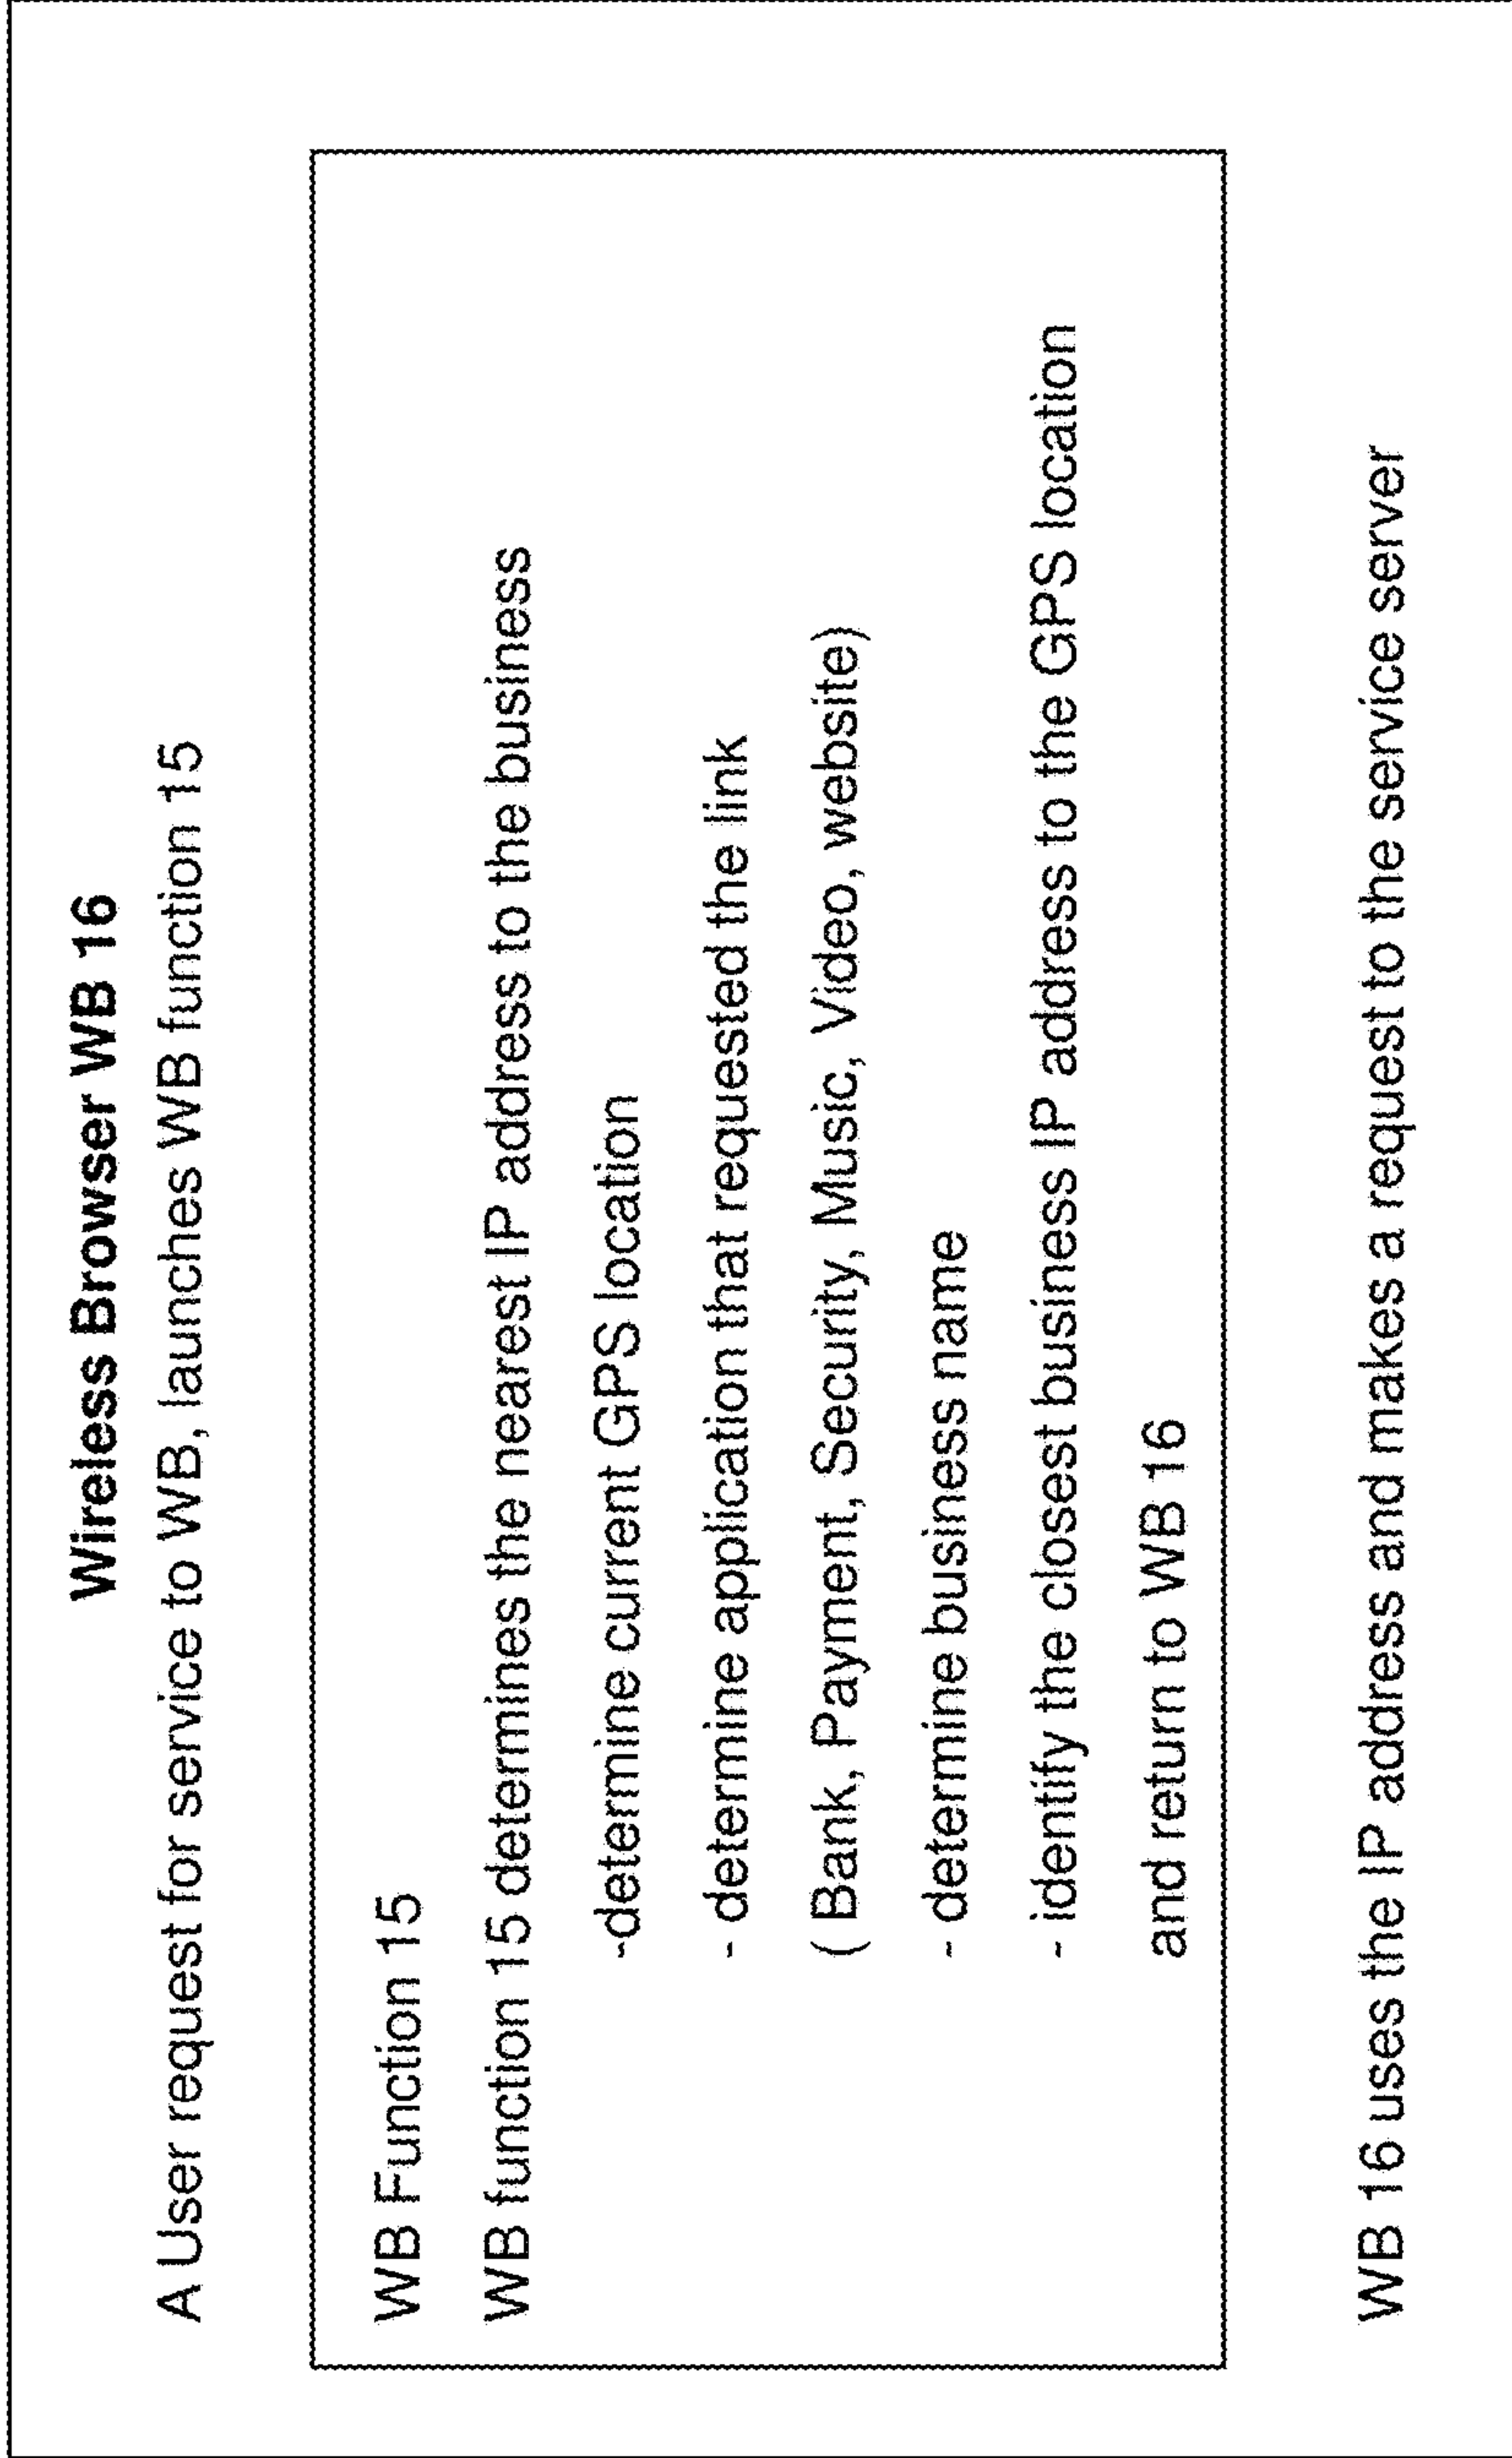 Wireless Browser WB 16
A User request for service to WB, launches WB function 15
WB Function 15
WB function 15 determines the nearest IP address to the business
-determine current GPS location
- determine application that requested the link
( Bank, Payment, Security, Music, Video, website)
- determine business name
- identify the closest business IP address to the GPS location
and return to WB 16
WB 16 uses the IP address and makes a request to the service server